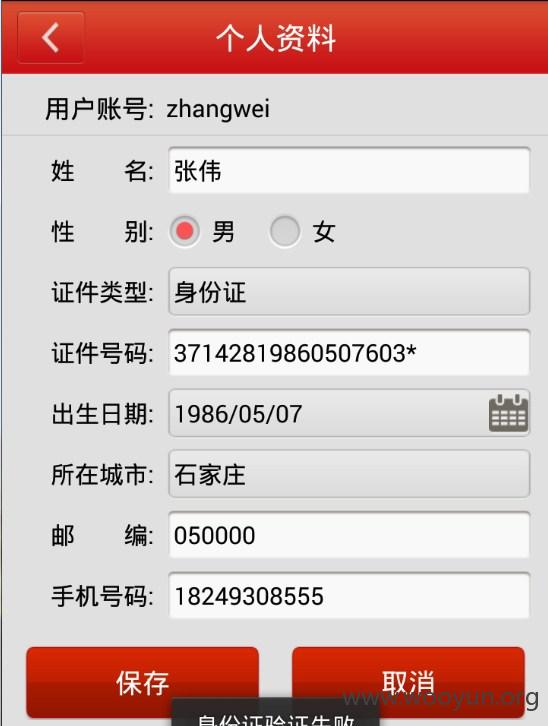 个人资料
用户账号: zhangwei
姓 名: 张伟
性 别: 男 女
证件类型: 身份证
证件号码: 37142819860507603*
出生日期: 1986/05/07
所在城市: 石家庄
邮 编: 050000
手机号码: 18249308555
保存 取消
www.wooyun.org
身份证验证失败